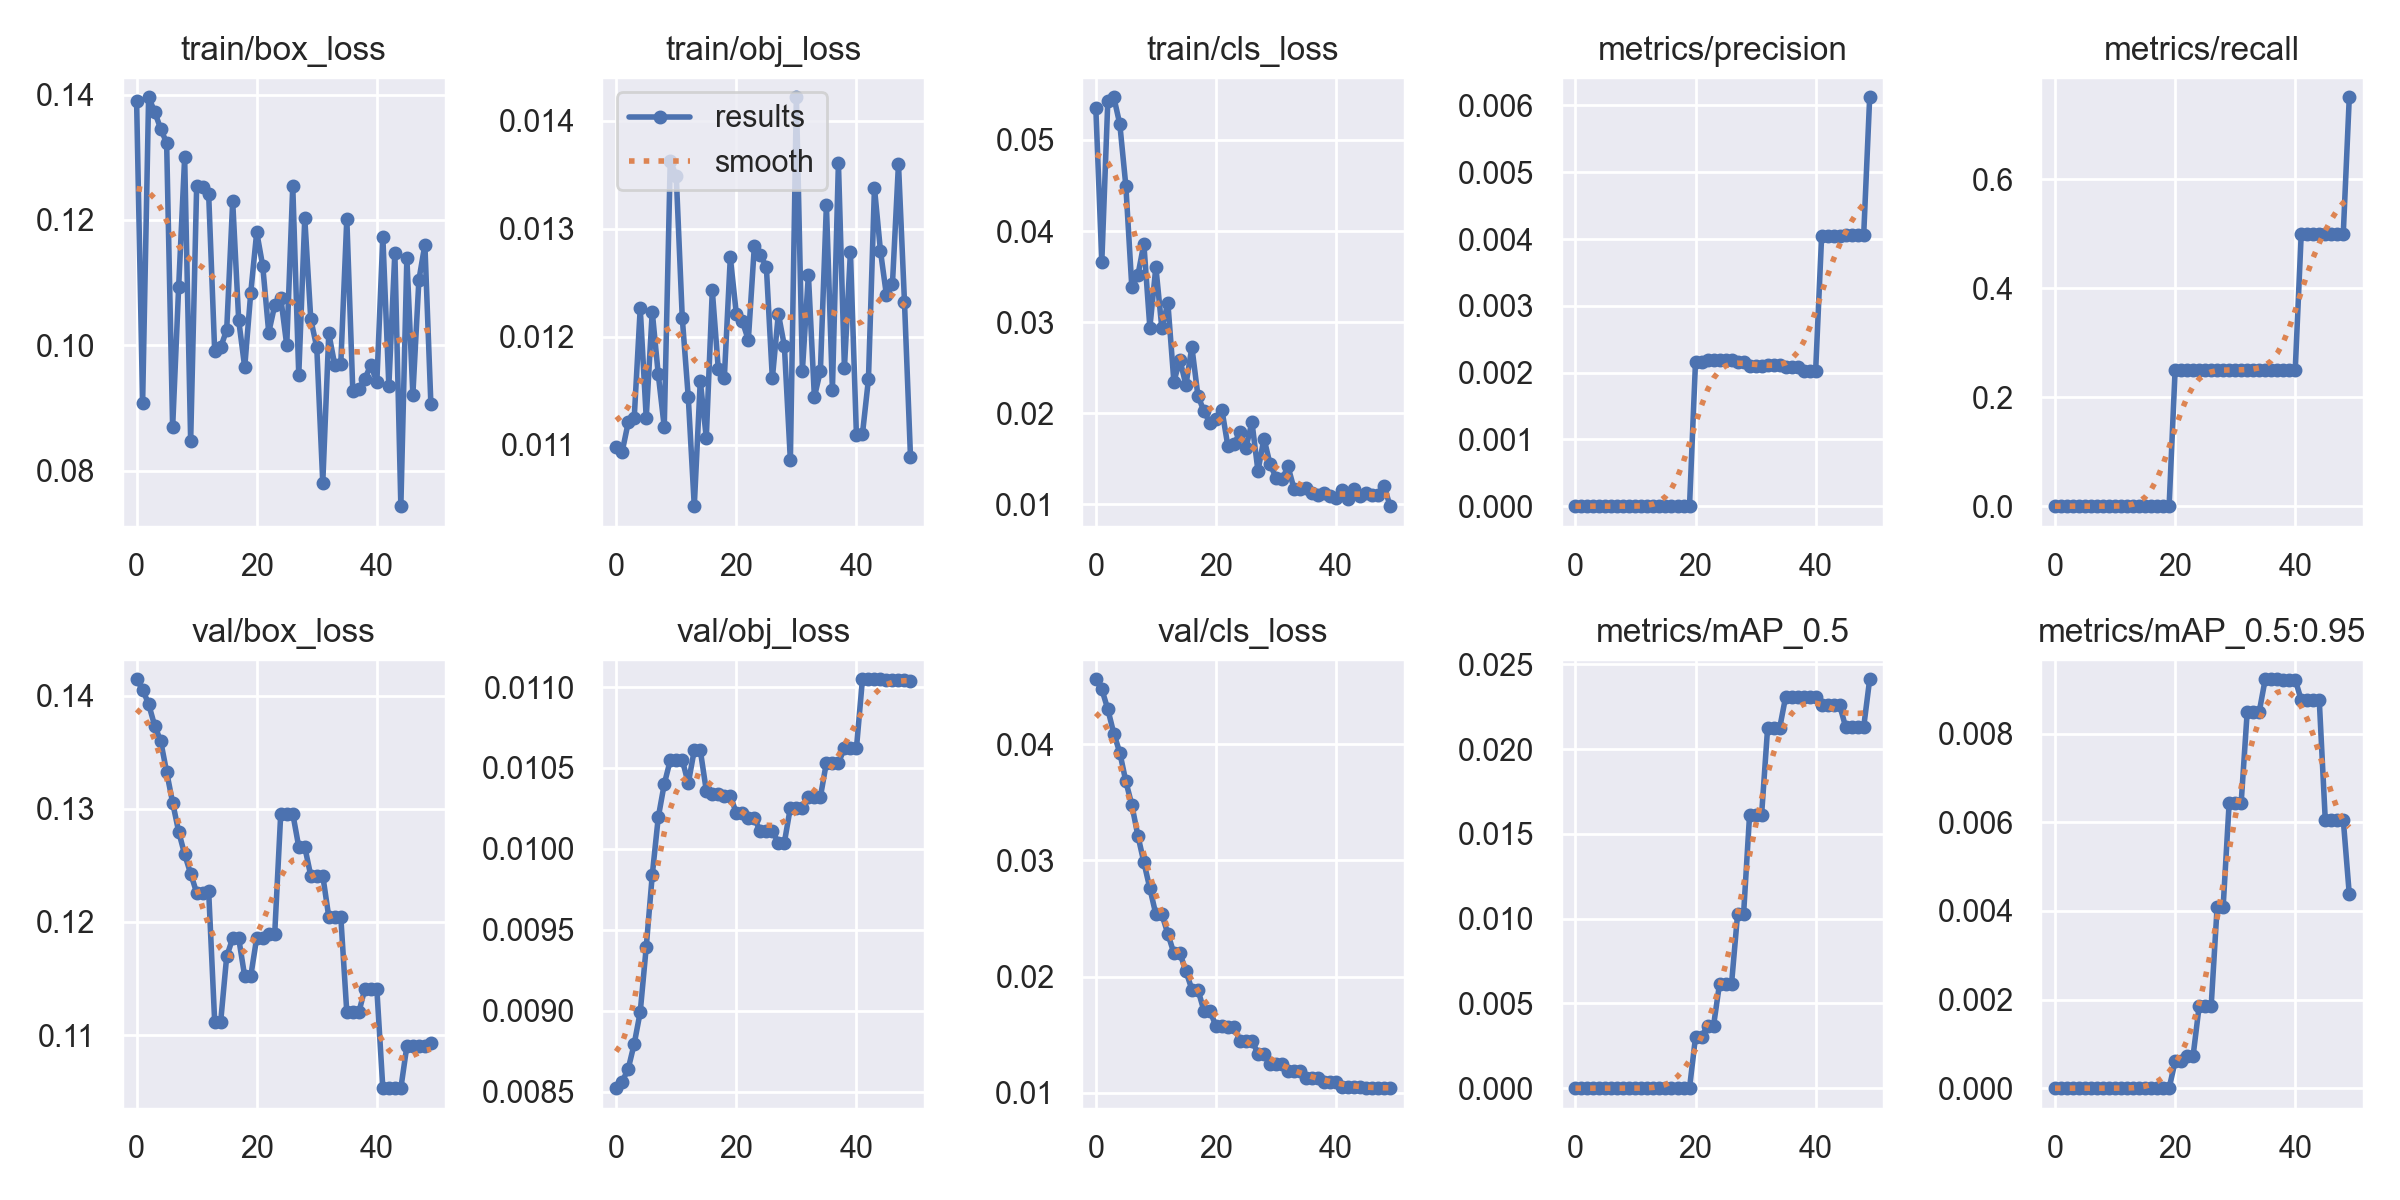 train/box_loss
0.14
0.12
0.10
0.08
0 20 40
train/obj_loss
results
smooth
0.014
0.013
0.012
0.011
0 20 40
train/cls_loss
0.05
0.04
0.03
0.02
0.01
0 20 40
metrics/precision
0.006
0.005
0.004
0.003
0.002
0.001
0.000
0 20 40
metrics/recall
0.6
0.4
0.2
0.0
0 20 40
val/box_loss
0.14
0.13
0.12
0.11
0 20 40
val/obj_loss
0.0110
0.0105
0.0100
0.0095
0.0090
0.0085
0 20 40
val/cls_loss
0.04
0.03
0.02
0.01
0 20 40
metrics/mAP_0.5
0.025
0.020
0.015
0.010
0.005
0.000
0 20 40
metrics/mAP_0.5:0.95
0.008
0.006
0.004
0.002
0.000
0 20 40